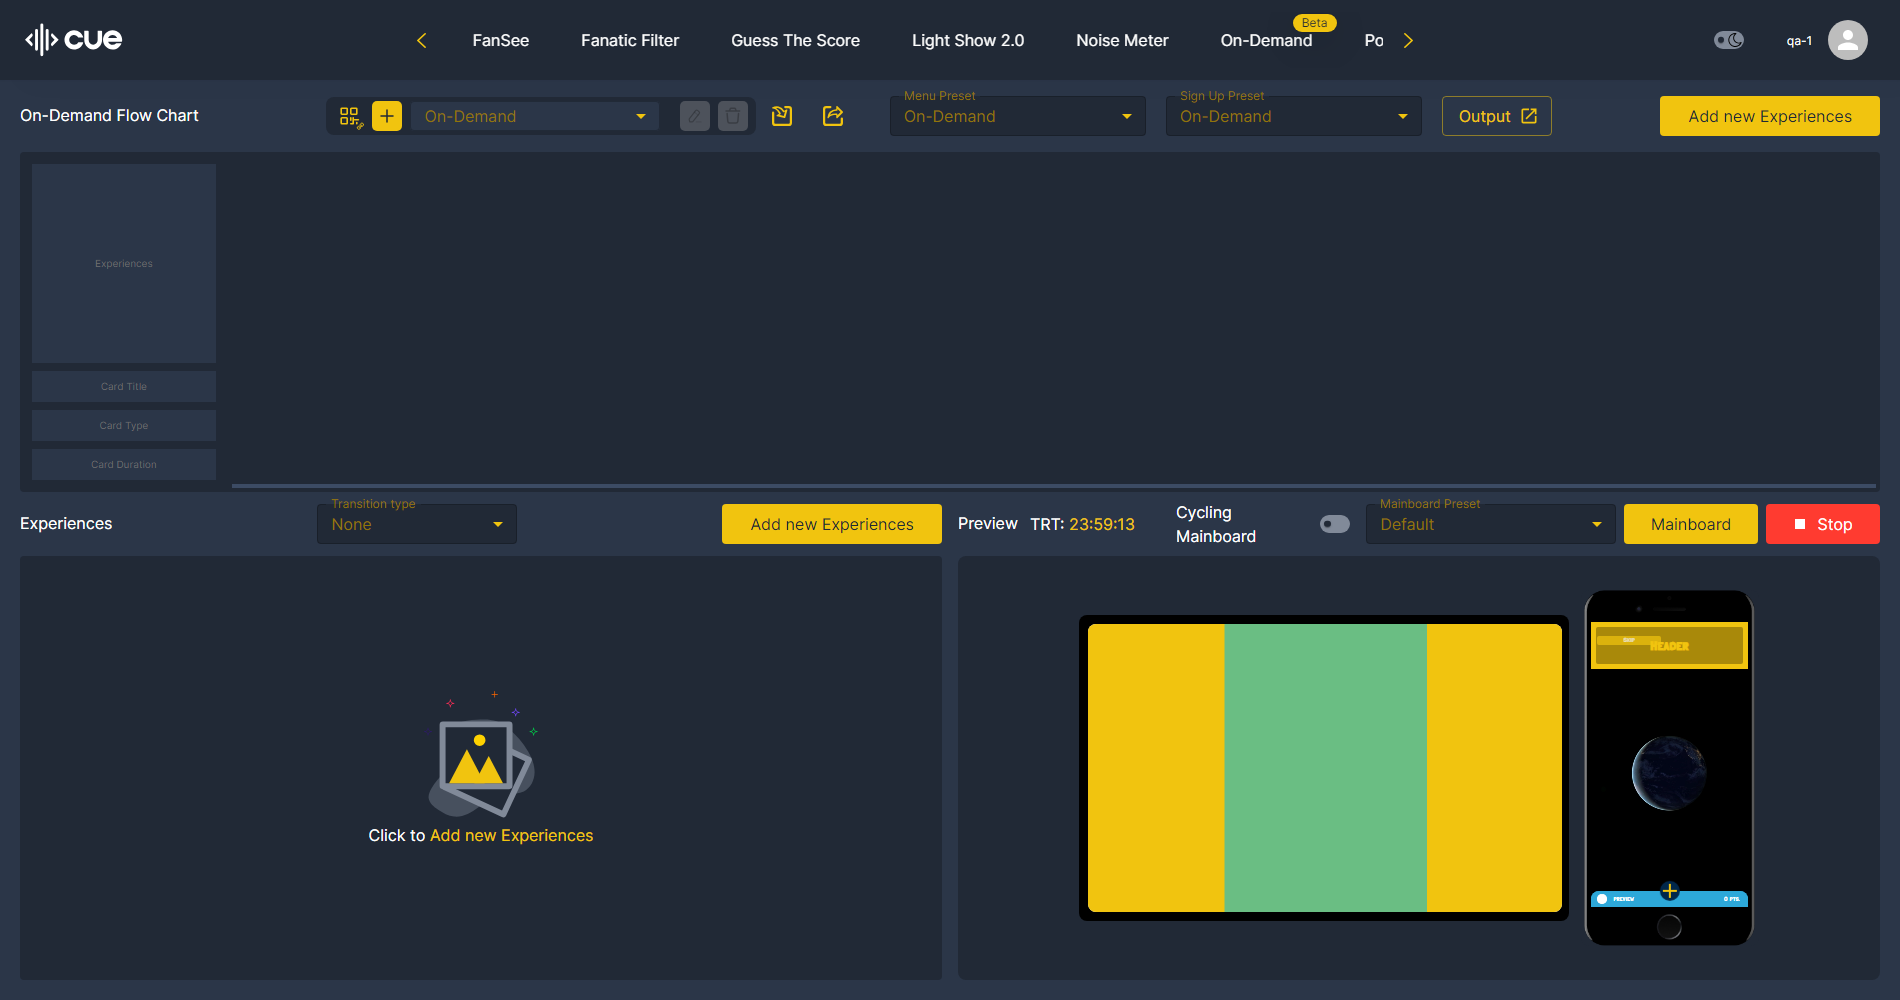 cue
FanSee
Fanatic Filter
Guess The Score
Light Show 2.0
Noise Meter
On-Demand
Beta
Po
qa-1
On-Demand Flow Chart
On-Demand
Menu Preset
On-Demand
Sign Up Preset
On-Demand
Output
Add new Experiences
Experiences
Card Title
Card Type
Card Duration
Experiences
Transition type
None
Add new Experiences
Preview
TRT: 23:59:13
Cycling
Mainboard
Mainboard Preset
Default
Mainboard
Stop
Click to Add new Experiences
HEADER
PREVIEW
0 PTS.